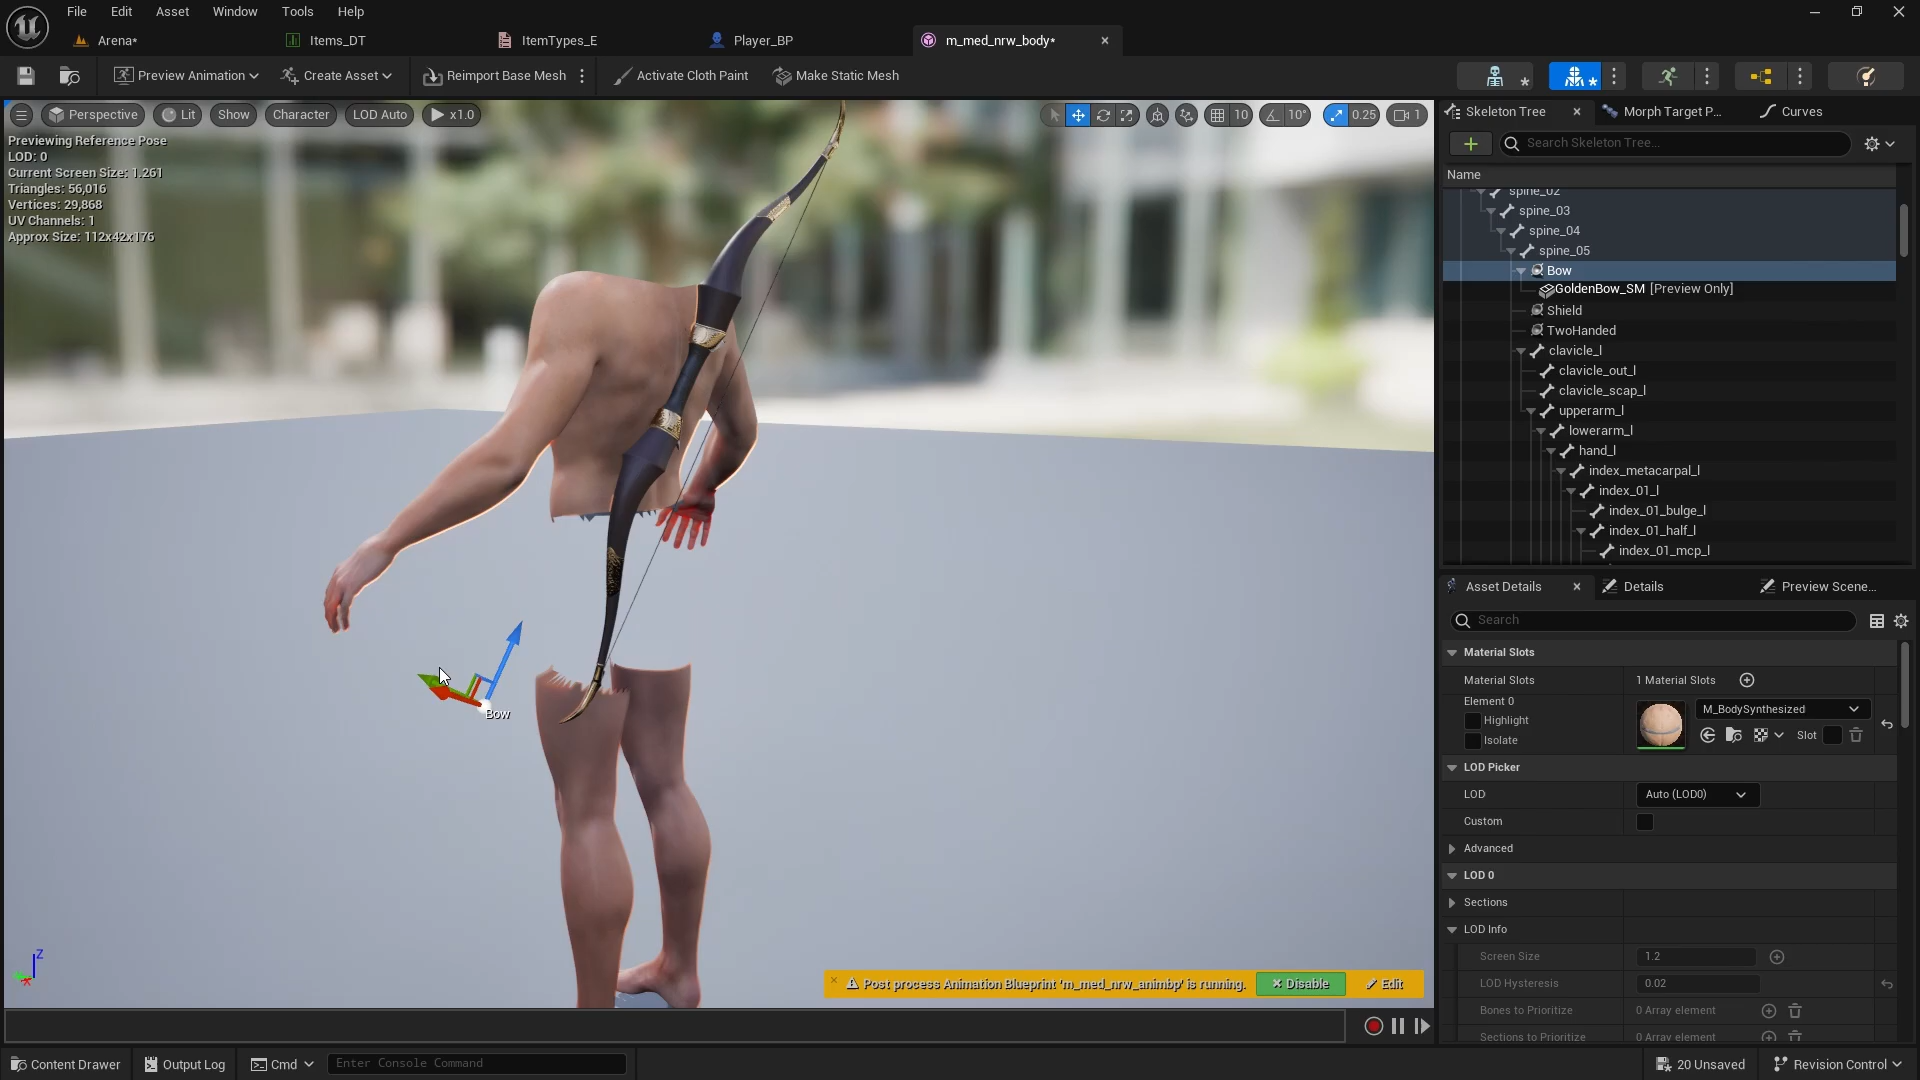 File Edit Asset Window Tools Help
Arena* Items_DT ItemTypes_E Player_BP m_med_nrw_body*
Preview Animation Create Asset Reimport Base Mesh Activate Cloth Paint Make Static Mesh
Perspective Lit Show Character LOD Auto x1.0 10 10° 0.25 1
Previewing Reference Pose
LOD: 0
Current Screen Size: 1.261
Triangles: 56,016
Vertices: 29,868
UV Channels: 1
Approx Size: 112x42x176
Bow
Z
X
Post process Animation Blueprint 'm_med_nrw_animbp' is running. Disable Edit
Skeleton Tree Morph Target P... Curves
Search Skeleton Tree...
Name
spine_02
spine_03
spine_04
spine_05
Bow
GoldenBow_SM [Preview Only]
Shield
TwoHanded
clavicle_l
clavicle_out_l
clavicle_scap_l
upperarm_l
lowerarm_l
hand_l
index_metacarpal_l
index_01_l
index_01_bulge_l
index_01_half_l
index_01_mcp_l
Asset Details Details Preview Scene...
Search
Material Slots
Material Slots 1 Material Slots
Element 0
Highlight
Isolate
M_BodySynthesized
Slot
LOD Picker
LOD Auto (LOD0)
Custom
Advanced
LOD 0
Sections
LOD Info
Screen Size 1.2
LOD Hysteresis 0.02
Bones to Prioritize 0 Array element
Sections to Prioritize 0 Array element
Content Drawer Output Log Cmd Enter Console Command 20 Unsaved Revision Control